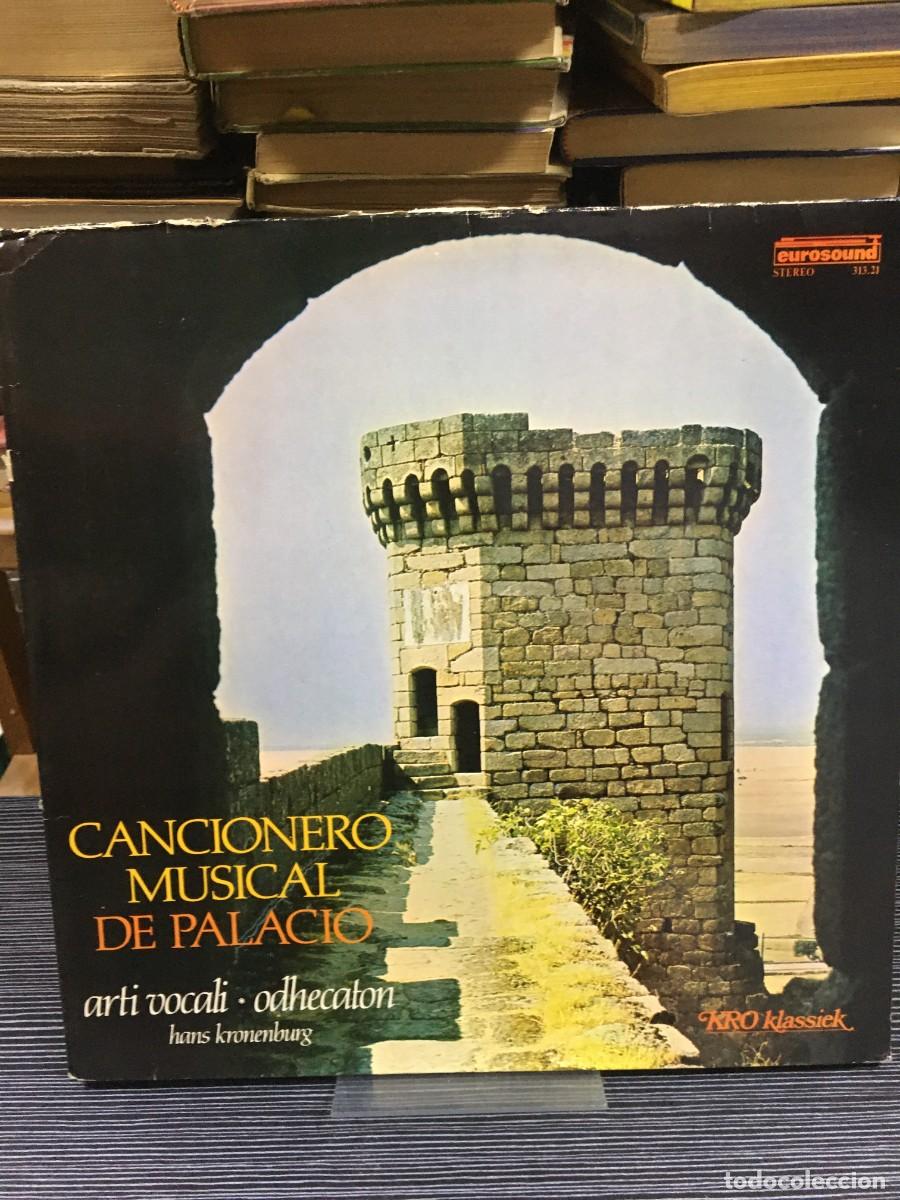 eurosound
STEREO 313.21
CANCIONERO
MUSICAL
DE PALACIO
arti vocali · odhecaton
hans kronenburg
KRO klassiek
todocoleccion